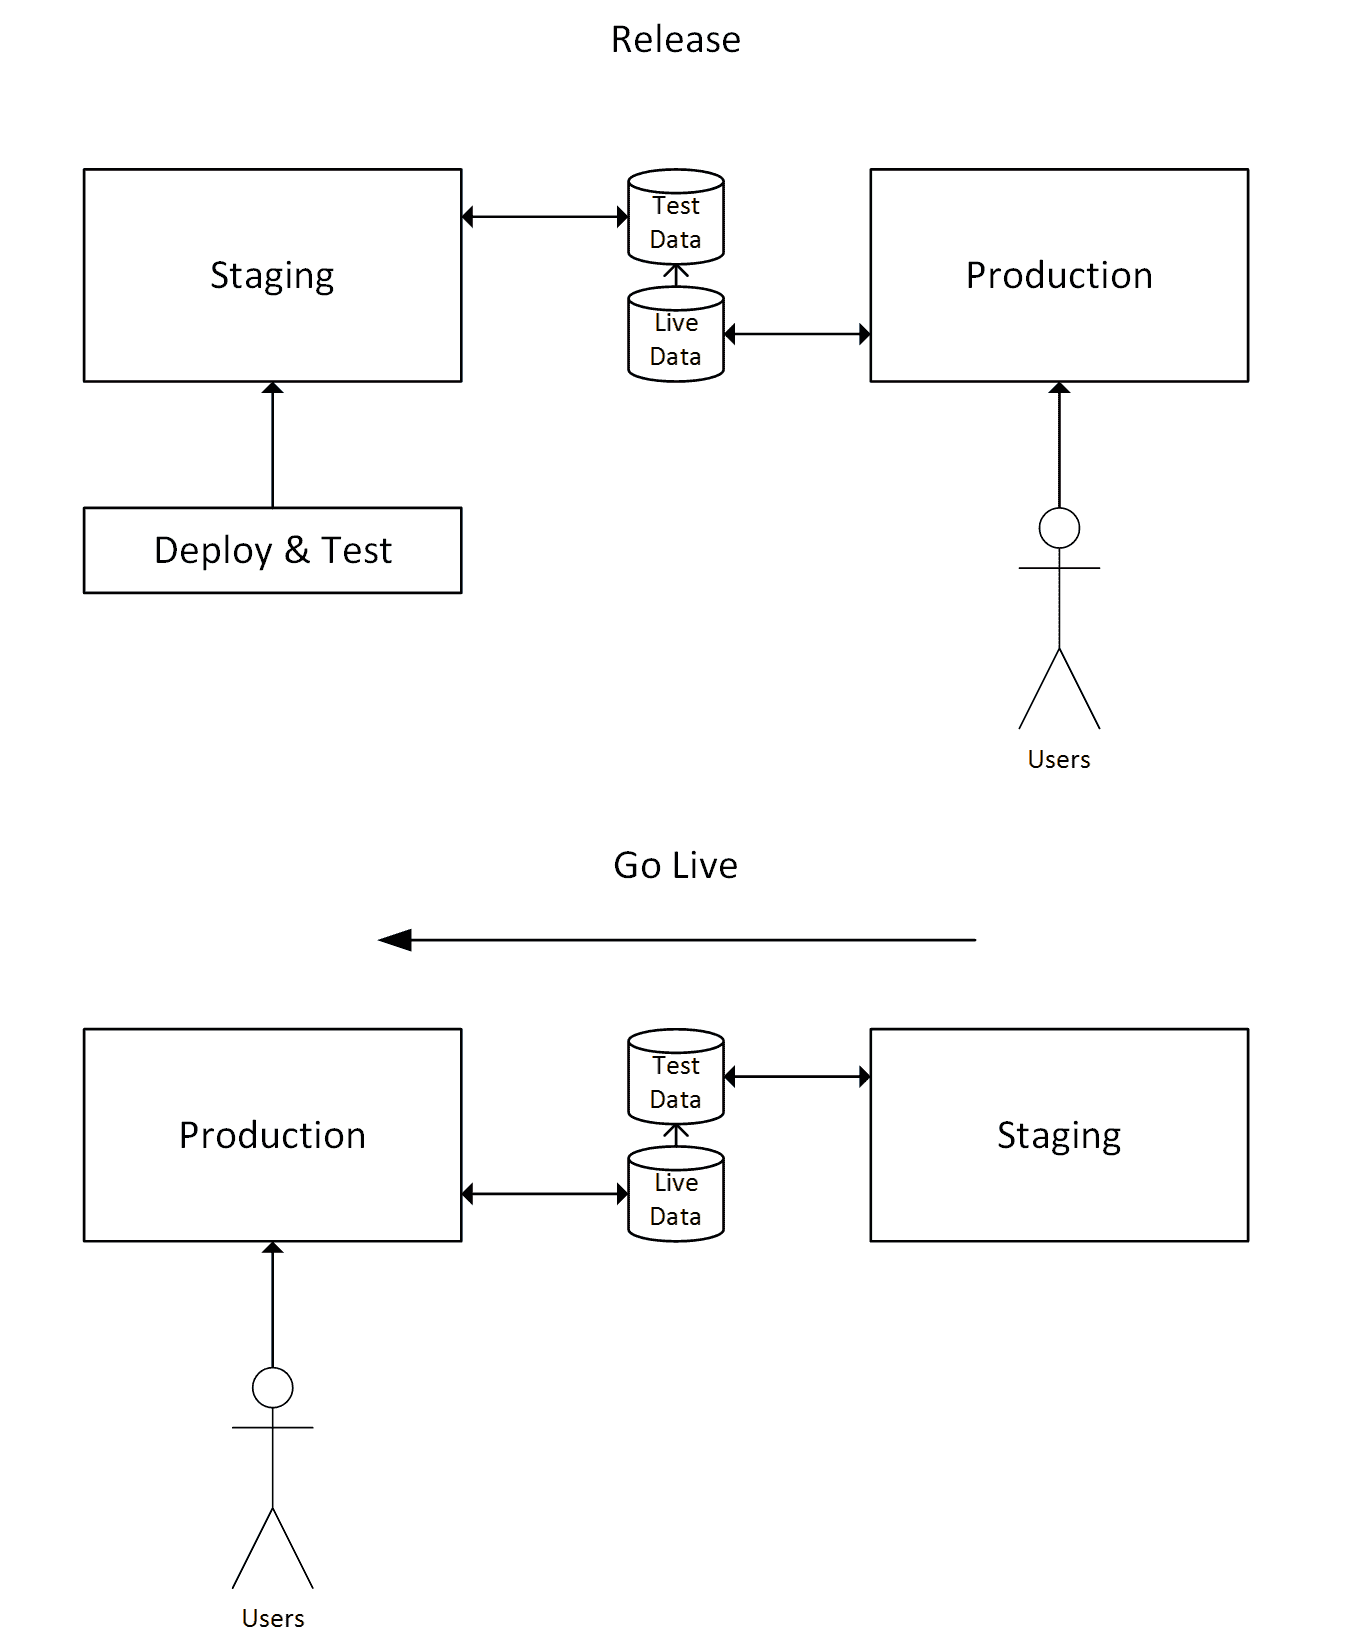 Release
Staging
Test
Data
Live
Data
Production
Deploy & Test
Users
Go Live
Production
Test
Data
Live
Data
Staging
Users